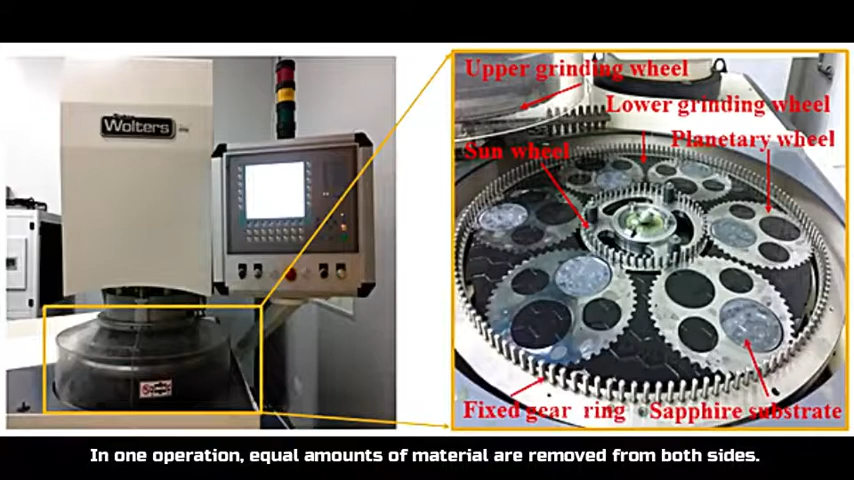 Wolters
Upper grinding wheel
Lower grinding wheel
Planetary wheel
Sun wheel
Fixed gear ring
Sapphire substrate
In one operation, equal amounts of material are removed from both sides.